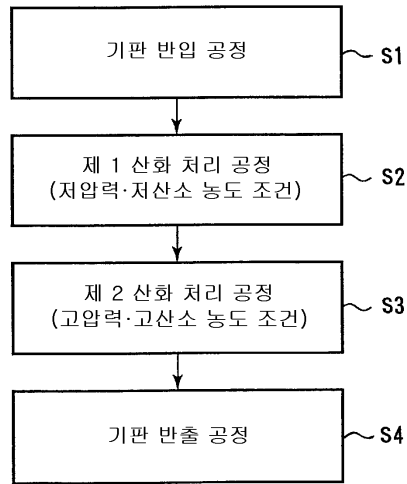 기판 반입 공정
S1
제 1 산화 처리 공정
(저압력·저산소 농도 조건)
S2
제 2 산화 처리 공정
(고압력·고산소 농도 조건)
S3
기판 반출 공정
S4